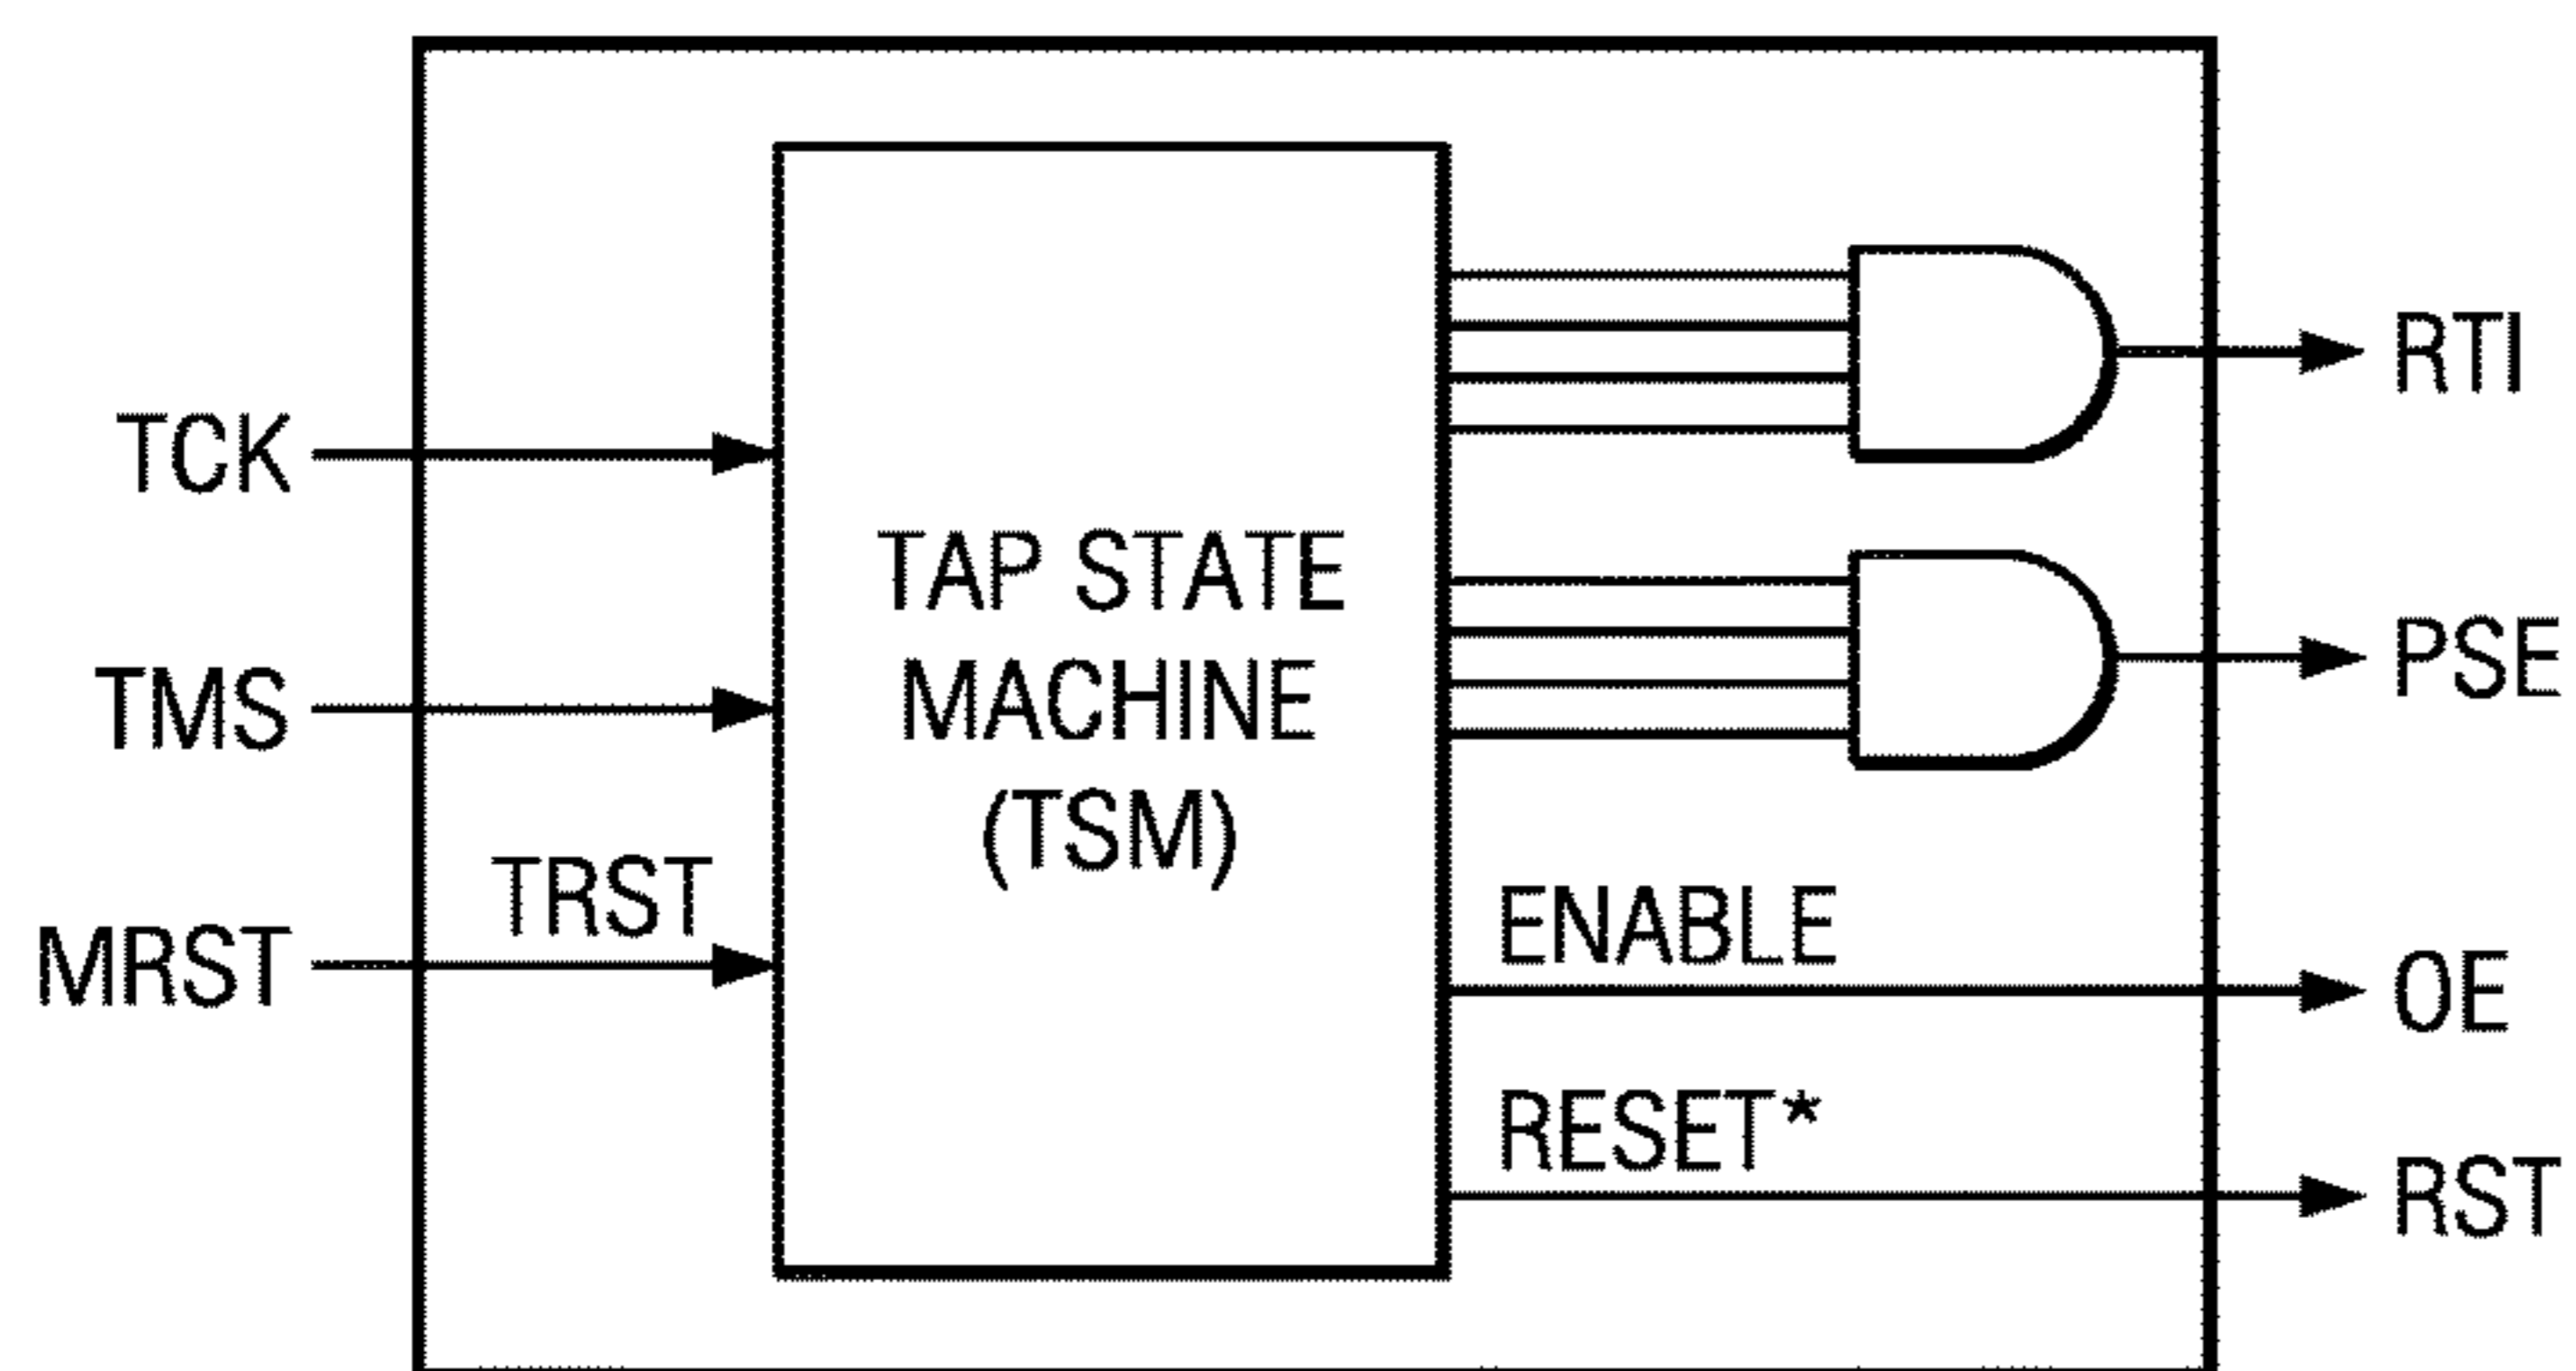 TCK
TMS
MRST
TRST
TAP STATE
MACHINE
(TSM)
ENABLE
RESET*
RTI
PSE
OE
RST